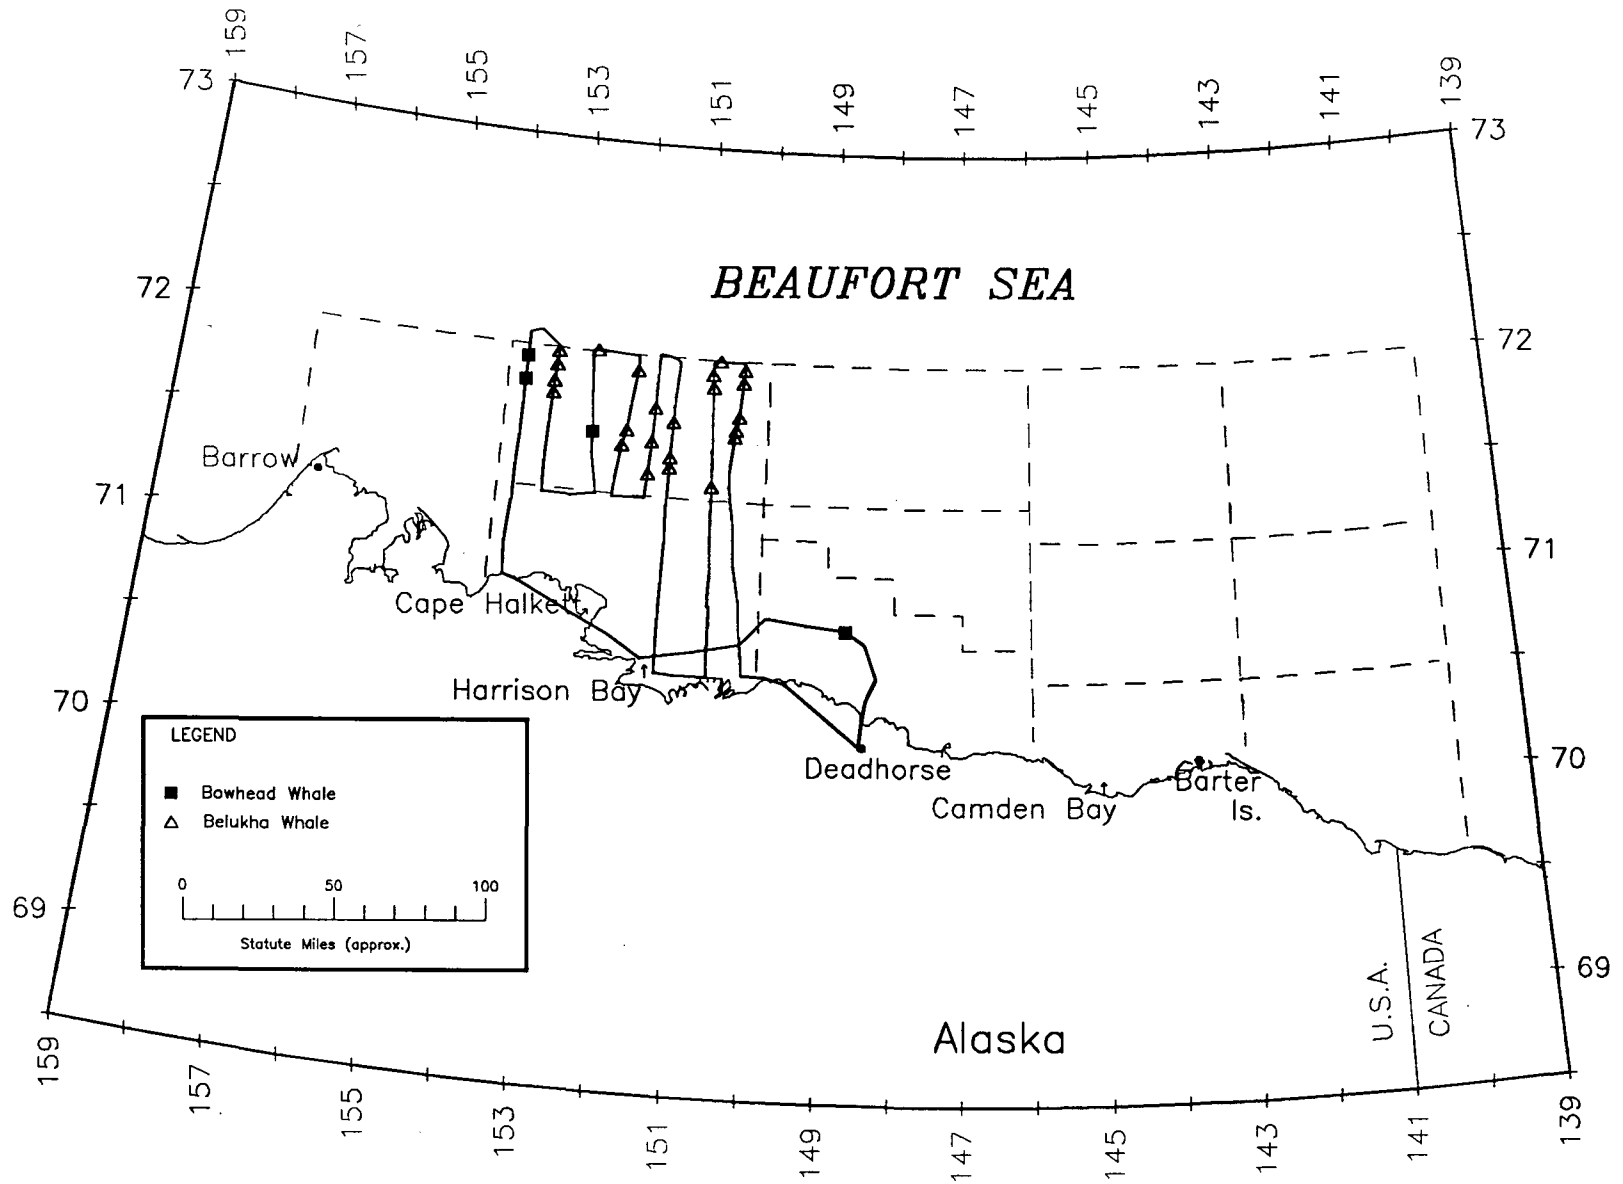 159
157
155
153
151
149
147
145
143
141
139
73
73
BEAUFORT SEA
72
72
Barrow
71
71
Cape Halkett
Harrison Bay
70
70
Deadhorse
Camden Bay
Barter
Is.
LEGEND
Bowhead Whale
Belukha Whale
0 50 100
Statute Miles (approx.)
69
69
U.S.A.
CANADA
Alaska
159
157
155
153
151
149
147
145
143
141
139